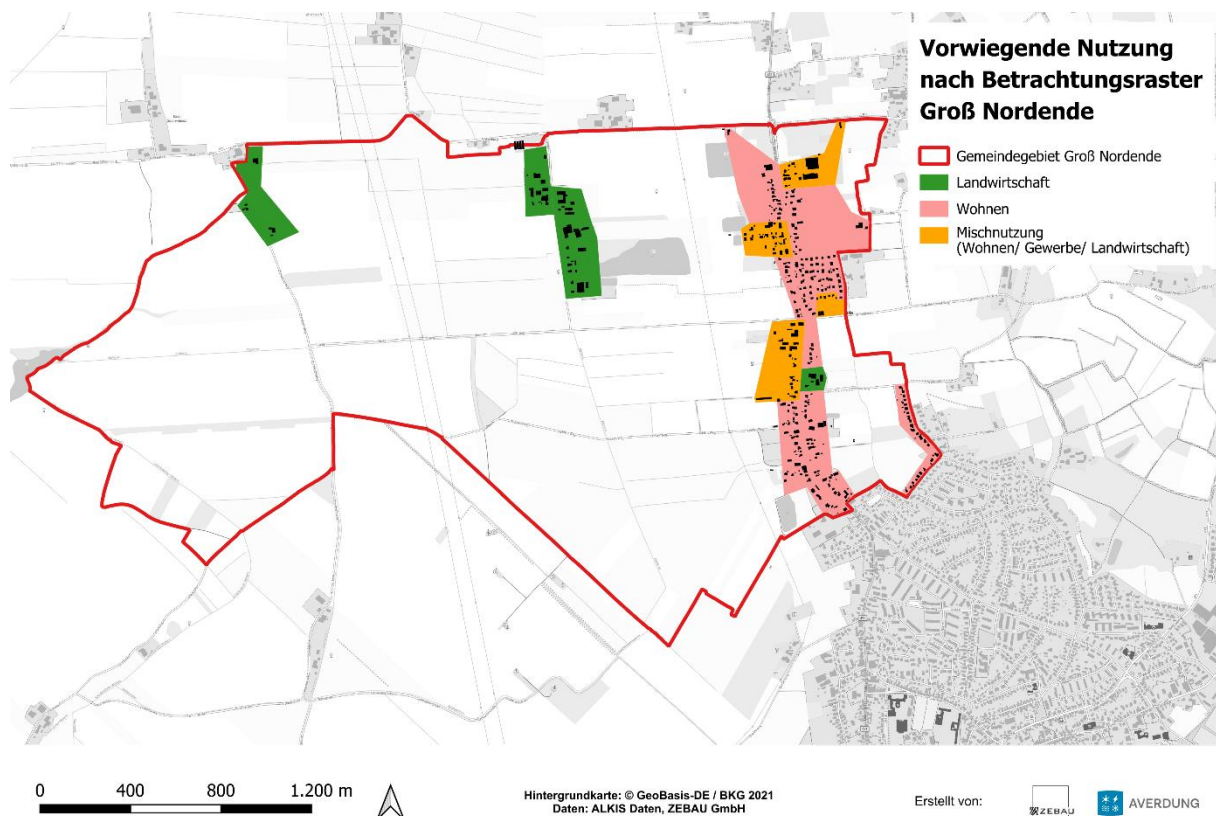 Vorwiegende Nutzung
nach Betrachtungsraster
Groß Nordende
Gemeindegebiet Groß Nordende
Landwirtschaft
Wohnen
Mischnutzung
(Wohnen/ Gewerbe/ Landwirtschaft)
0 400 800 1.200 m
Hintergrundkarte: © GeoBasis-DE / BKG 2021
Daten: ALKIS Daten, ZEBAU GmbH
Erstellt von:
ZEBAU
AVERDUNG